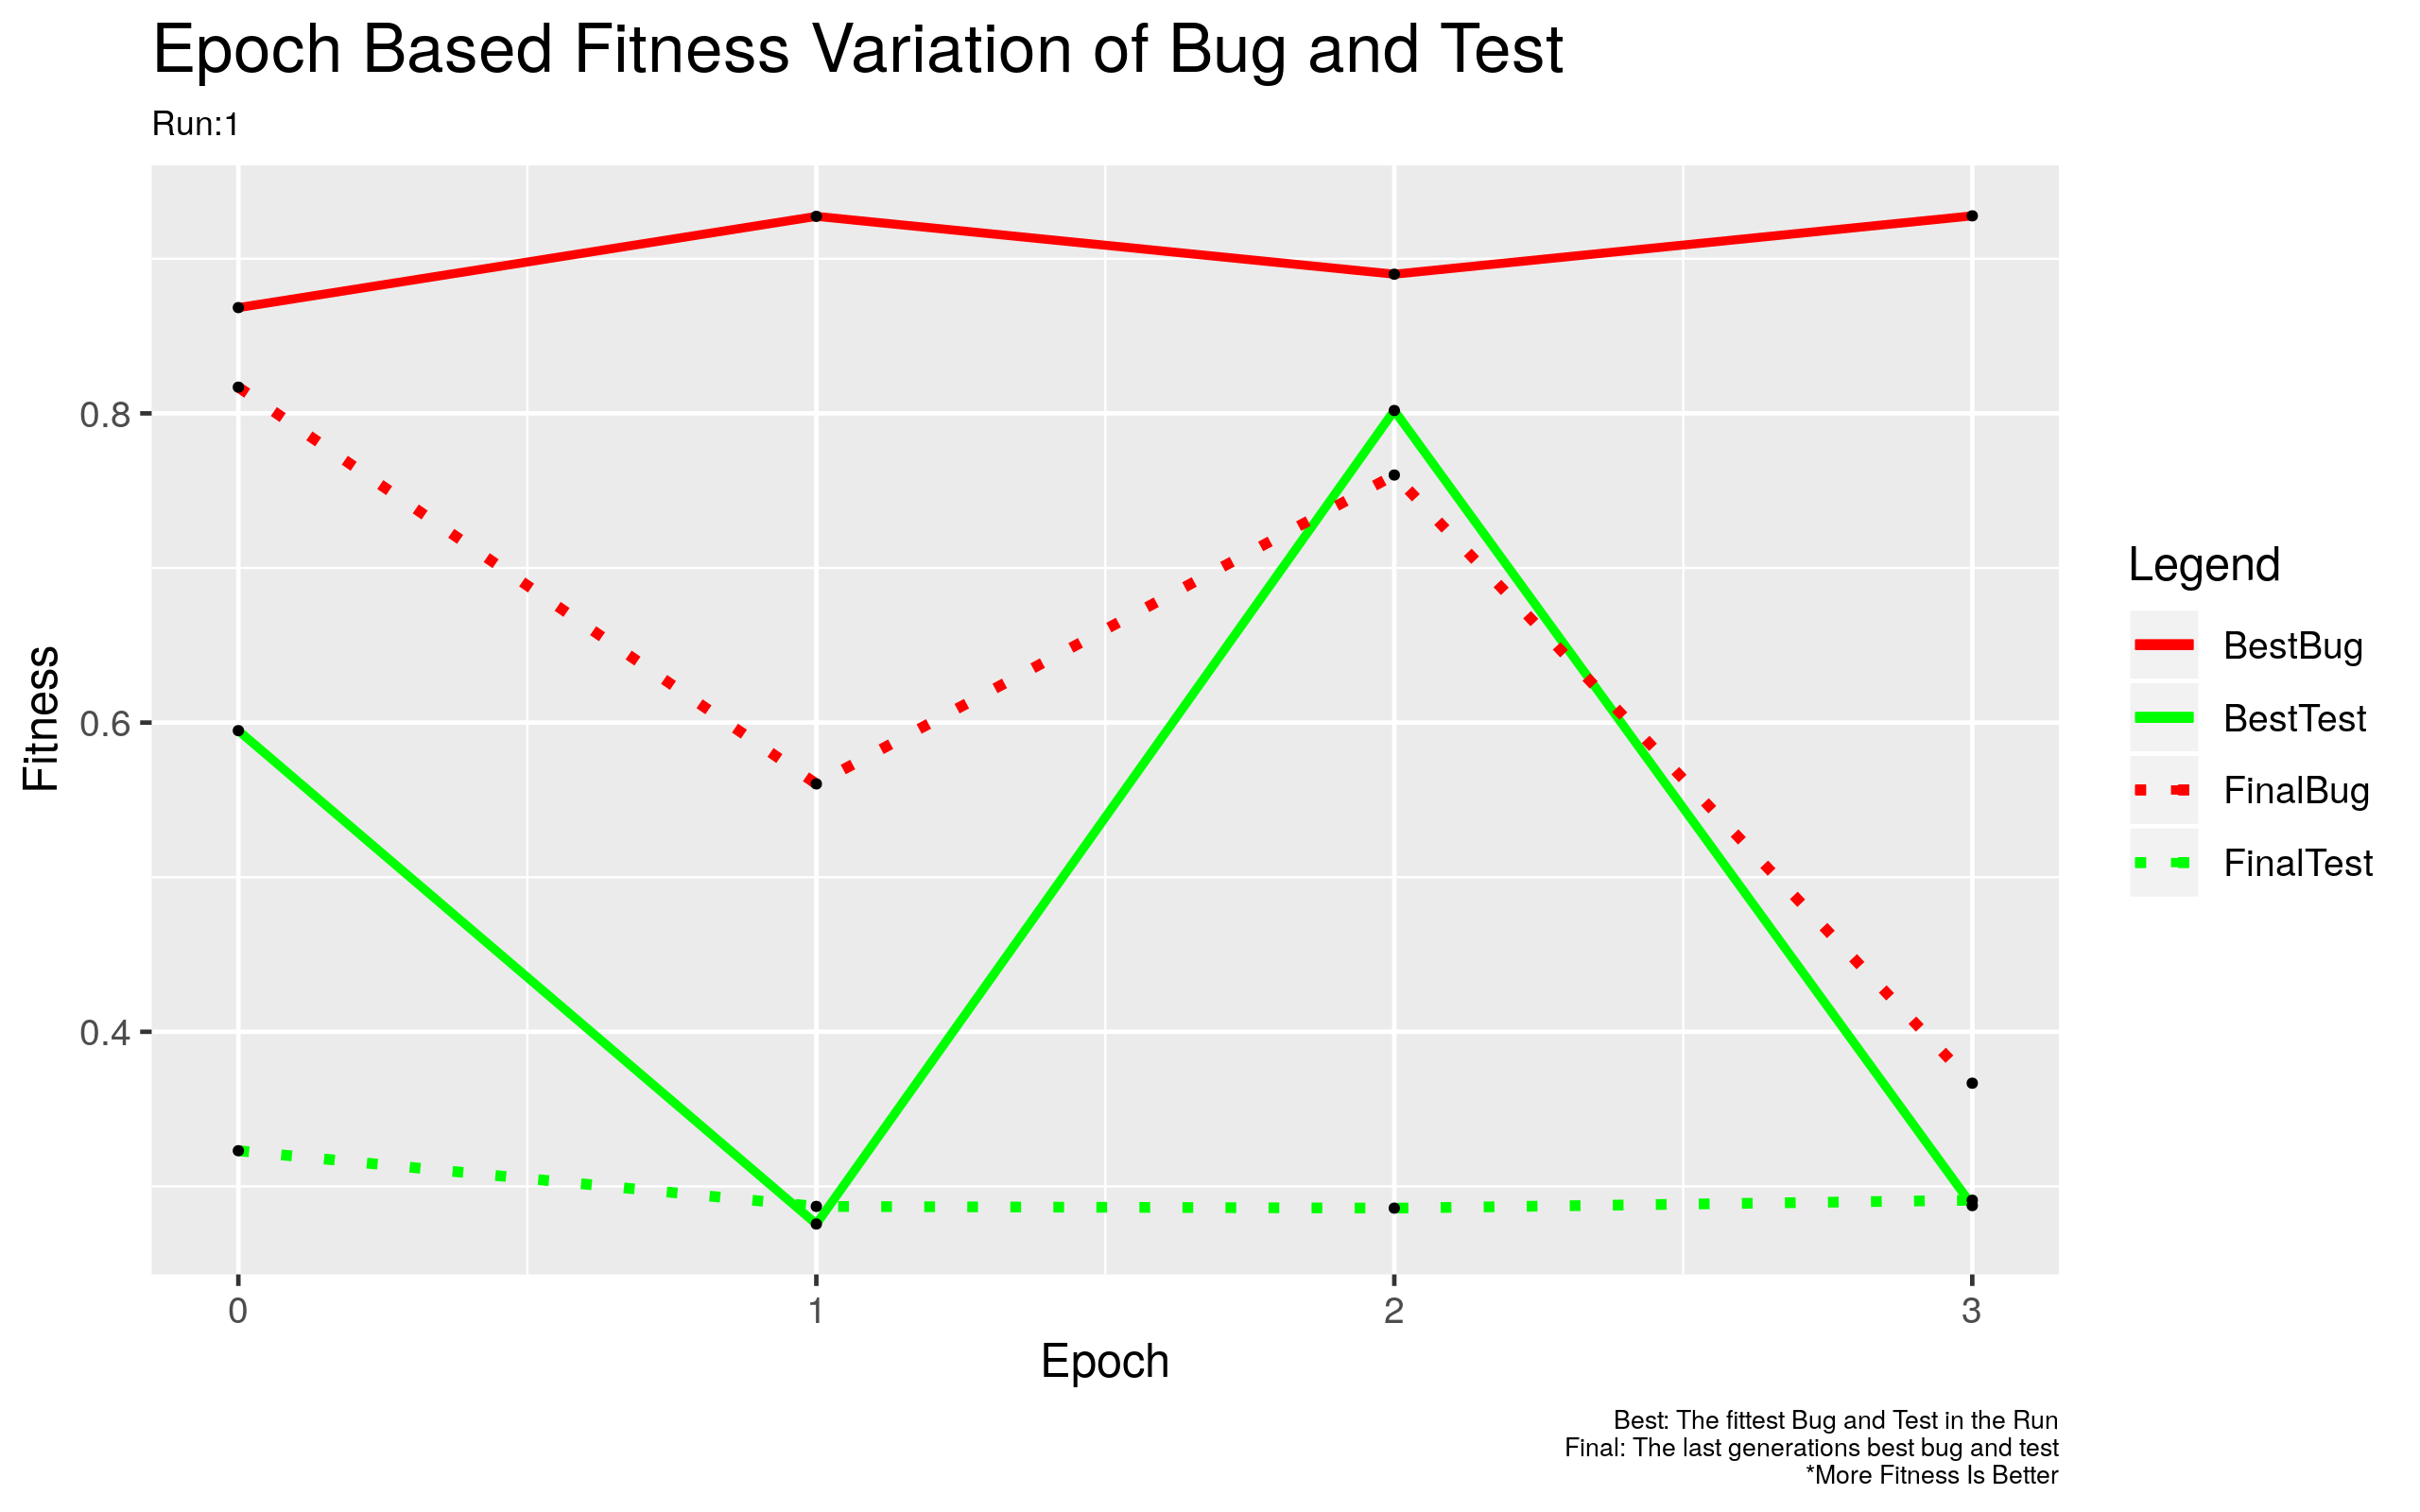 Epoch Based Fitness Variation of Bug and Test
Run:1
Fitness
0.8
0.6
0.4
0
1
2
3
Epoch
Legend
BestBug
BestTest
FinalBug
FinalTest
Best: The fittest Bug and Test in the Run
Final: The last generations best bug and test
*More Fitness Is Better